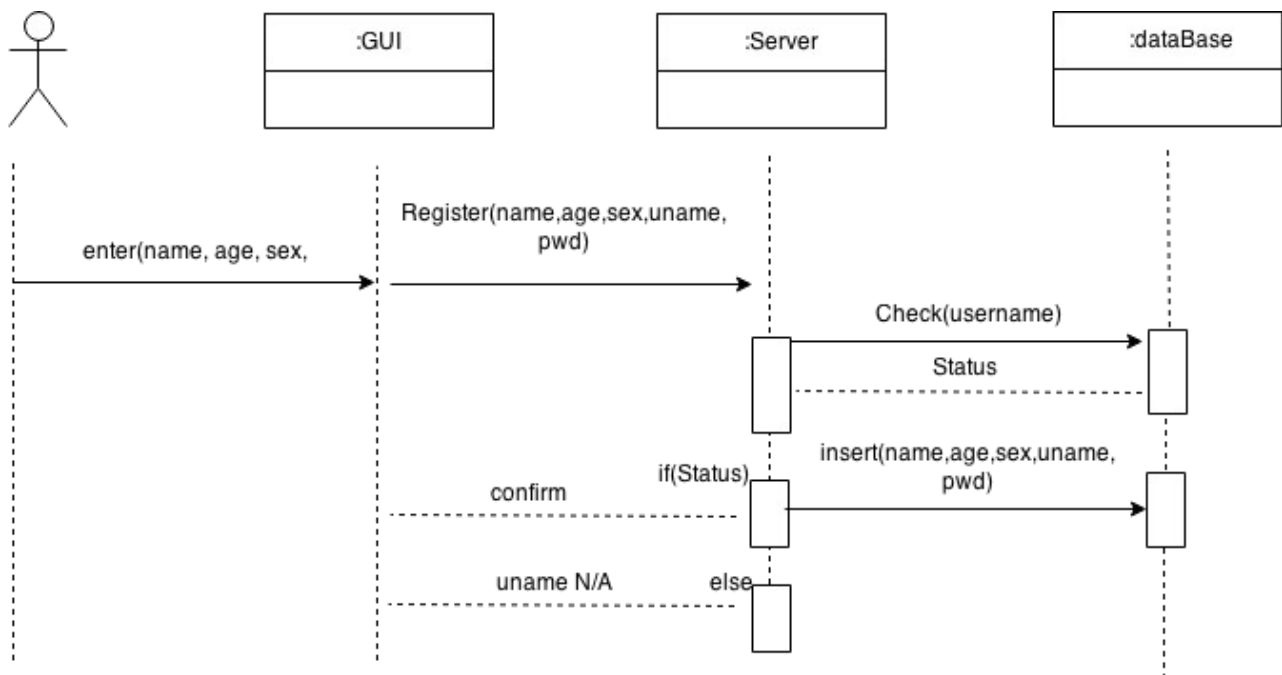 :GUI
:Server
:dataBase
Register(name,age,sex,uname,
pwd)
enter(name, age, sex,
Check(username)
Status
insert(name,age,sex,uname,
pwd)
if(Status)
confirm
uname N/A
else